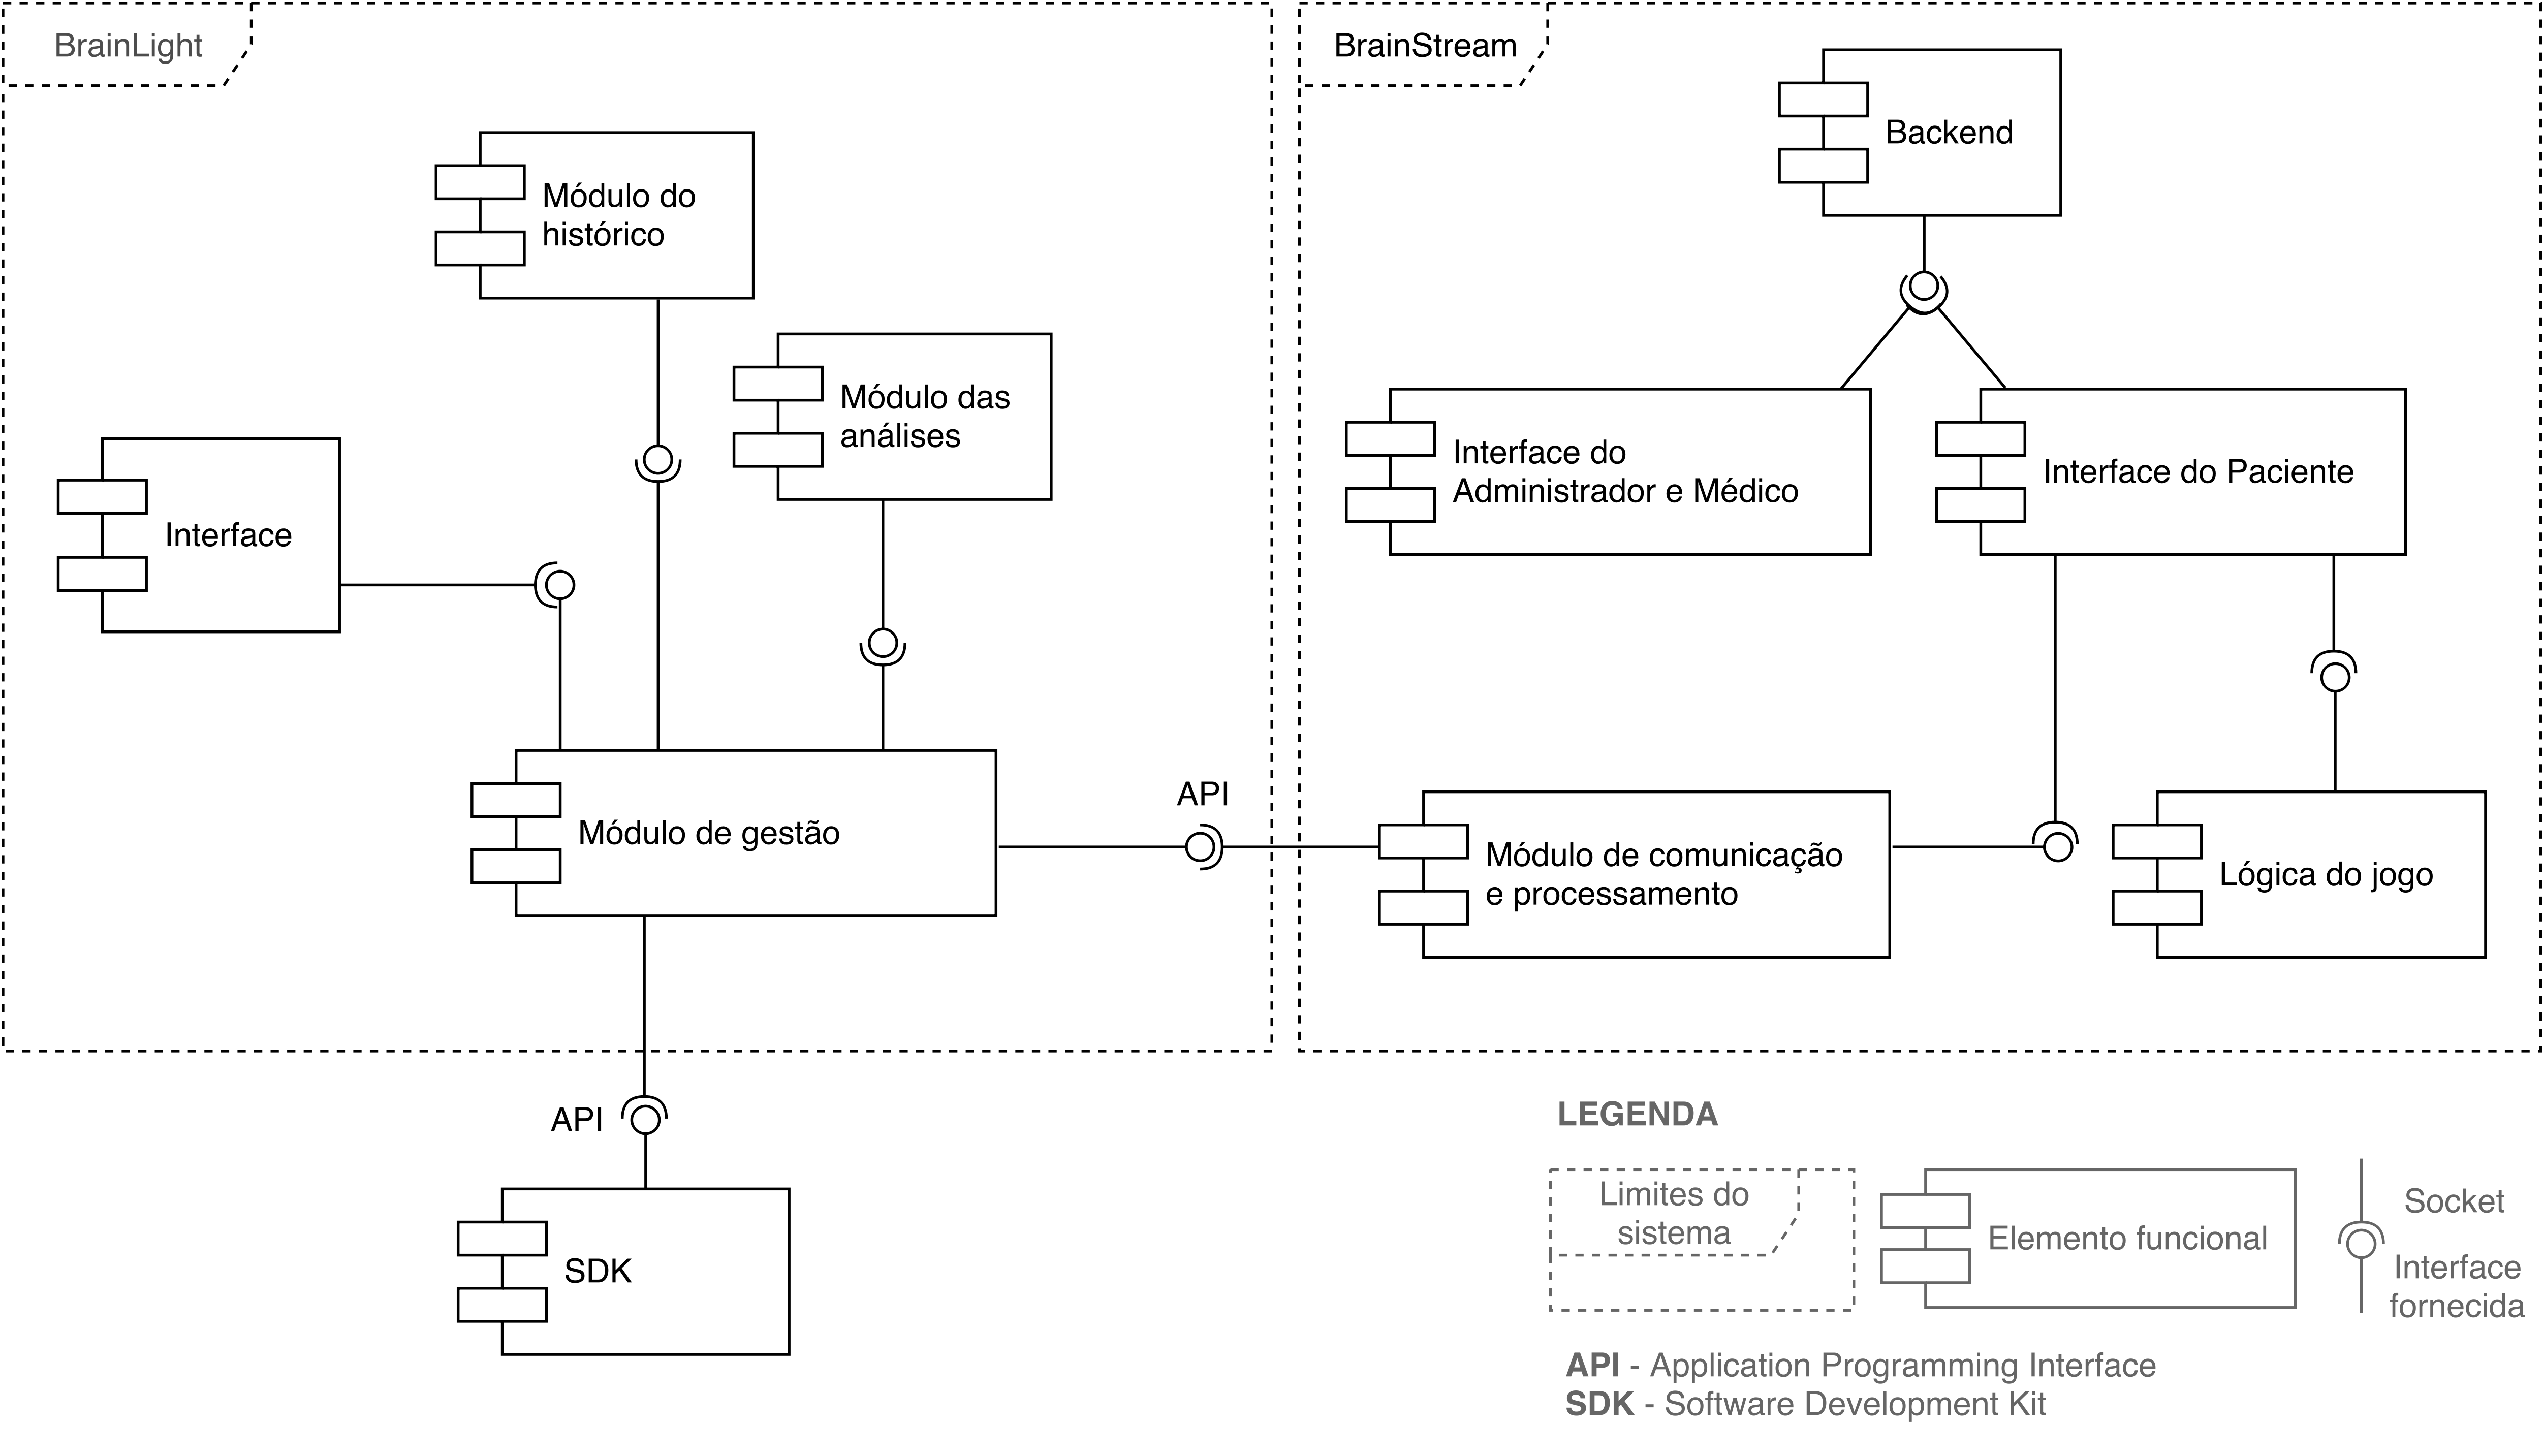 BrainLight
BrainStream
Backend
Módulo do
histórico
Módulo das
análises
Interface do
Administrador e Médico
Interface do Paciente
Interface
API
Módulo de gestão
Módulo de comunicação
e processamento
Lógica do jogo
API
SDK
LEGENDA
Limites do
sistema
Elemento funcional
Socket
Interface
fornecida
API - Application Programming Interface
SDK - Software Development Kit